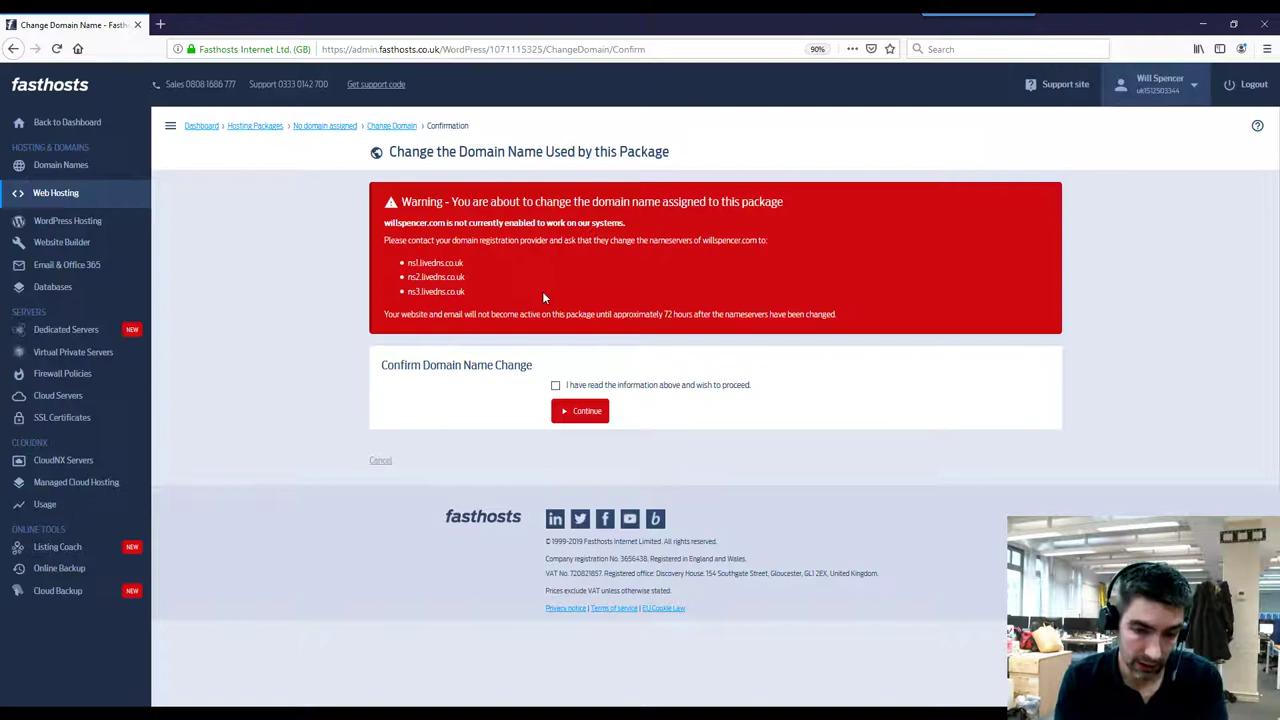 Change Domain Name - Fasth
Fasthosts Internet Ltd. (GB)
https://admin.fasthosts.co.uk/WordPress/1071115325/ChangeDomain/Confirm
90%
Search
fasthosts
Sales 0808 1686 777
Support 0333 0142 700
Get support code
Support site
Will Spencer
uk1512503344
Logout
Back to Dashboard
HOSTING & DOMAINS
Domain Names
Web Hosting
WordPress Hosting
Website Builder
Email & Office 365
Databases
SERVERS
Dedicated Servers NEW
Virtual Private Servers
Firewall Policies
Cloud Servers
SSL Certificates
CLOUDNX
CloudNX Servers
Managed Cloud Hosting
Usage
ONLINE TOOLS
Listing Coach NEW
Online Backup
Cloud Backup NEW
Dashboard › Hosting Packages › No domain assigned › Change Domain › Confirmation
Change the Domain Name Used by this Package
Warning - You are about to change the domain name assigned to this package
willspencer.com is not currently enabled to work on our systems.
Please contact your domain registration provider and ask that they change the nameservers of willspencer.com to:
• ns1.livedns.co.uk
• ns2.livedns.co.uk
• ns3.livedns.co.uk
Your website and email will not become active on this package until approximately 72 hours after the nameservers have been changed.
Confirm Domain Name Change
I have read the information above and wish to proceed.
Continue
Cancel
fasthosts
© 1999-2019 Fasthosts Internet Limited. All rights reserved.
Company registration No. 3656438. Registered in England and Wales.
VAT No. 720821857. Registered office: Discovery House. 154 Southgate Street, Gloucester, GL1 2EX, United Kingdom.
Prices exclude VAT unless otherwise stated.
Privacy notice | Terms of service | EU Cookie Law